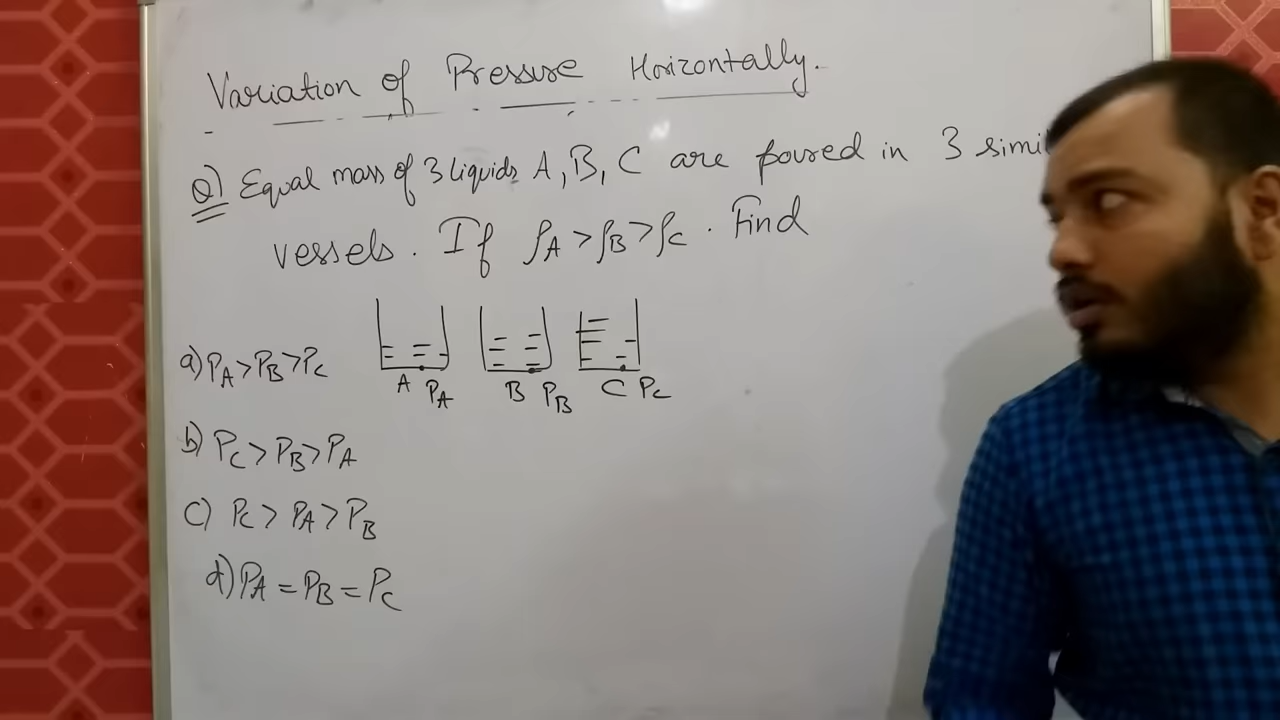 Variation of Pressure Horizontally.
Q) Equal mass of 3 liquids A, B, C are poured in 3
vessels. If ρA > ρB > ρC. Find
a) PA > PB > PC
A PA B PB C PC
b) PC > PB > PA
c) PC > PA > PB
d) PA = PB = PC